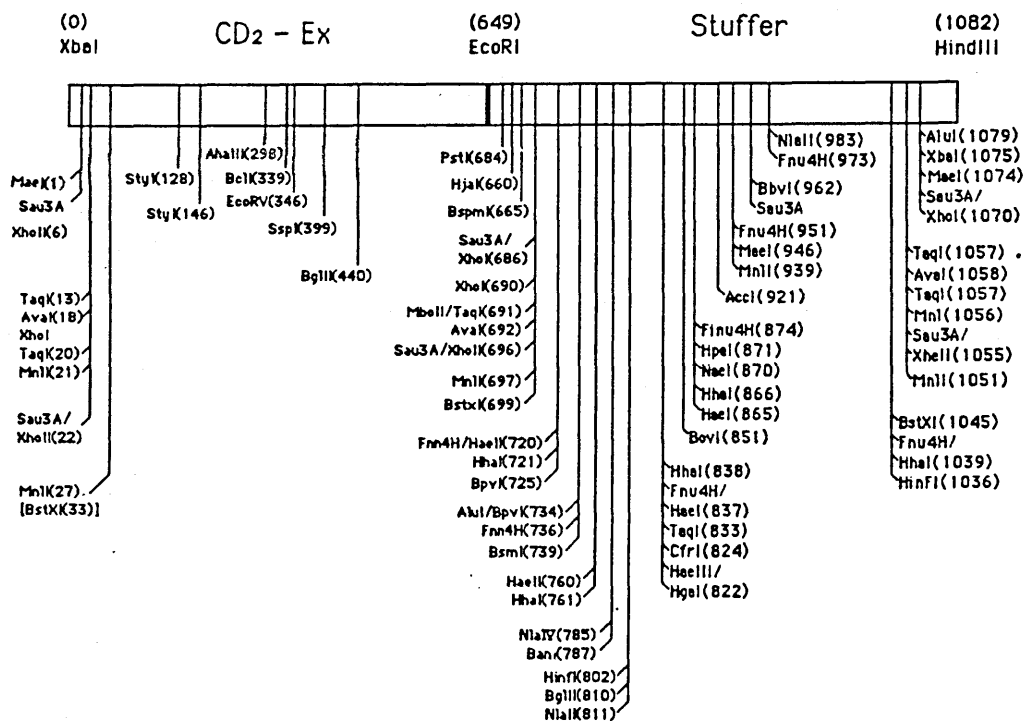 (0)
XbaI
CD2 - Ex
(649)
EcoRI
Stuffer
(1082)
HindIII
MaeI(1)
Sau3A
XhoII(6)
TaqI(13)
AvaI(18)
XhoI
TaqI(20)
MnlI(21)
Sau3A/
XhoII(22)
MnlI(27)
[BstXI(33)]
StyI(128)
StyI(146)
AhaIII(298)
BclI(339)
EcoRV(346)
SspI(399)
BglII(440)
PstI(684)
HjaI(660)
BspmI(665)
Sau3A/
XhoI(686)
XhoI(690)
MboII/TaqI(691)
AvaI(692)
Sau3A/XhoII(696)
MnlI(697)
BstxI(699)
Fnn4H/HaeII(720)
HhaI(721)
BpvI(725)
AluI/BpvI(734)
Fnn4H(736)
BsmI(739)
HaeII(760)
HhaI(761)
NlaIV(785)
BanI(787)
HinfI(802)
BglII(810)
NlaII(811)
NlaII(983)
Fnu4H(973)
BbvI(962)
Sau3A
Fnu4H(951)
MaeI(946)
MnlI(939)
AccI(921)
Finu4H(874)
HpaI(871)
NaeI(870)
HhaI(866)
HaeI(865)
BovI(851)
HhaI(838)
Fnu4H/
HaeI(837)
TaqI(833)
CfrI(824)
HaeIII/
HgaI(822)
AluI(1079)
XbaI(1075)
MaeI(1074)
Sau3A/
XhoI(1070)
TaqI(1057)
AvaI(1058)
TaqI(1057)
MnlI(1056)
Sau3A/
XheII(1055)
MnlI(1051)
BstXI(1045)
Fnu4H/
HhaI(1039)
HinFI(1036)